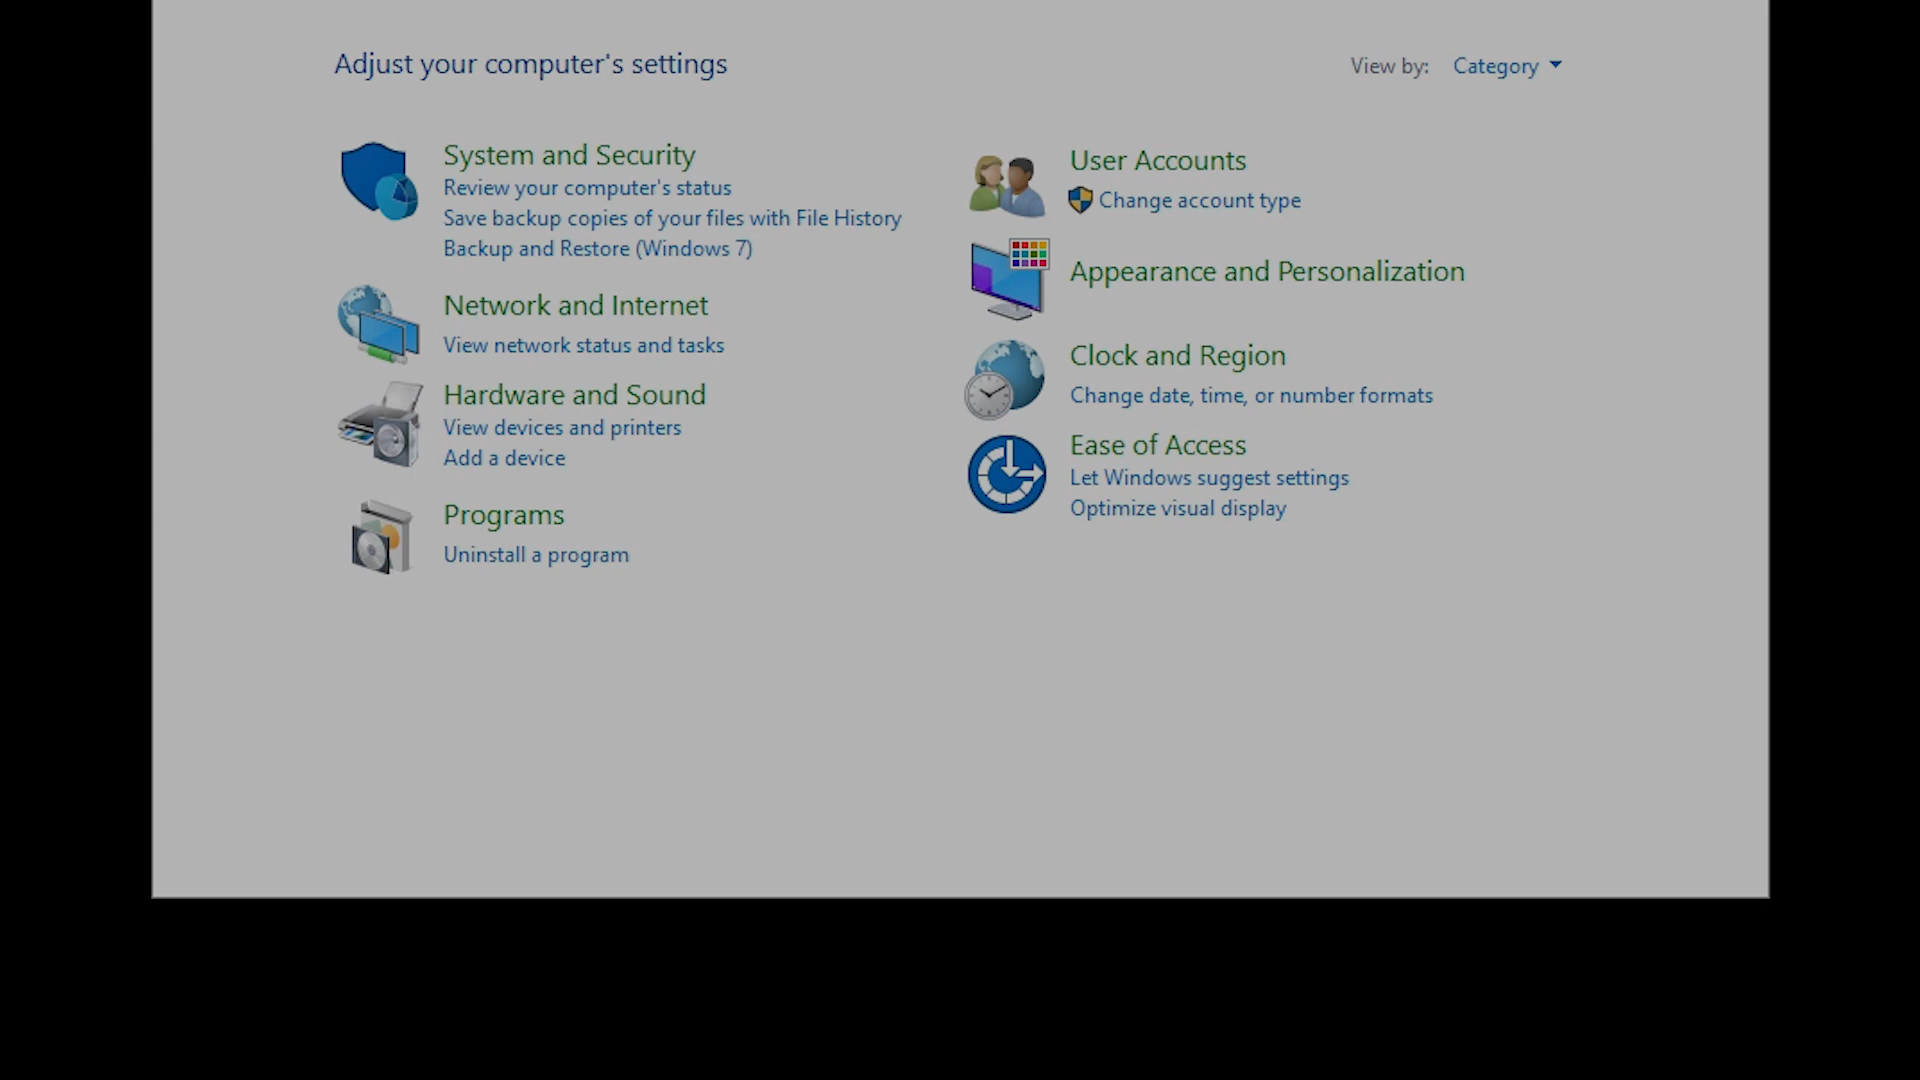 Adjust your computer's settings
View by: Category
System and Security
Review your computer's status
Save backup copies of your files with File History
Backup and Restore (Windows 7)
Network and Internet
View network status and tasks
Hardware and Sound
View devices and printers
Add a device
Programs
Uninstall a program
User Accounts
Change account type
Appearance and Personalization
Clock and Region
Change date, time, or number formats
Ease of Access
Let Windows suggest settings
Optimize visual display